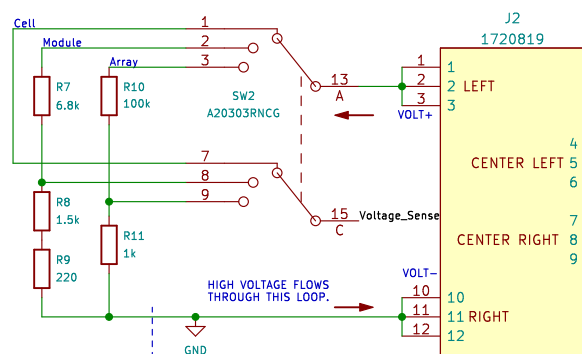 J2
1720819
Cell
1
Module
2
Array
3
R7
6.8k
R10
100k
SW2
A20303RNCG
13
A
1
2
3
1
2
3
LEFT
VOLT+
7
8
9
R8
1.5k
R9
220
R11
1k
15
C
Voltage_Sense
4
CENTER LEFT
5
6
7
CENTER RIGHT
8
9
VOLT-
HIGH VOLTAGE FLOWS
THROUGH THIS LOOP.
10
11
12
10
11
12
RIGHT
GND